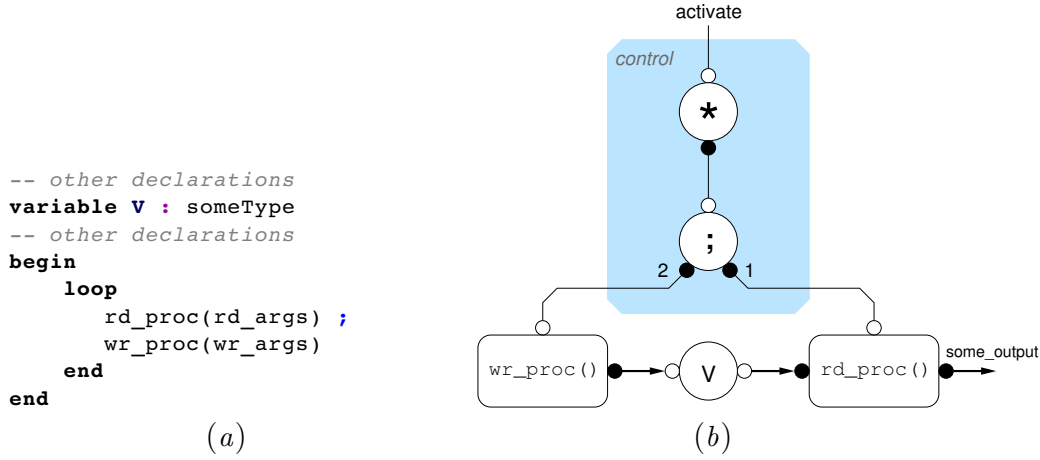 -- other declarations
variable V : someType
-- other declarations
begin
loop
rd_proc(rd_args) ;
wr_proc(wr_args)
end
end
(a)
activate
control
*
;
2 1
wr_proc() V rd_proc() some_output
(b)